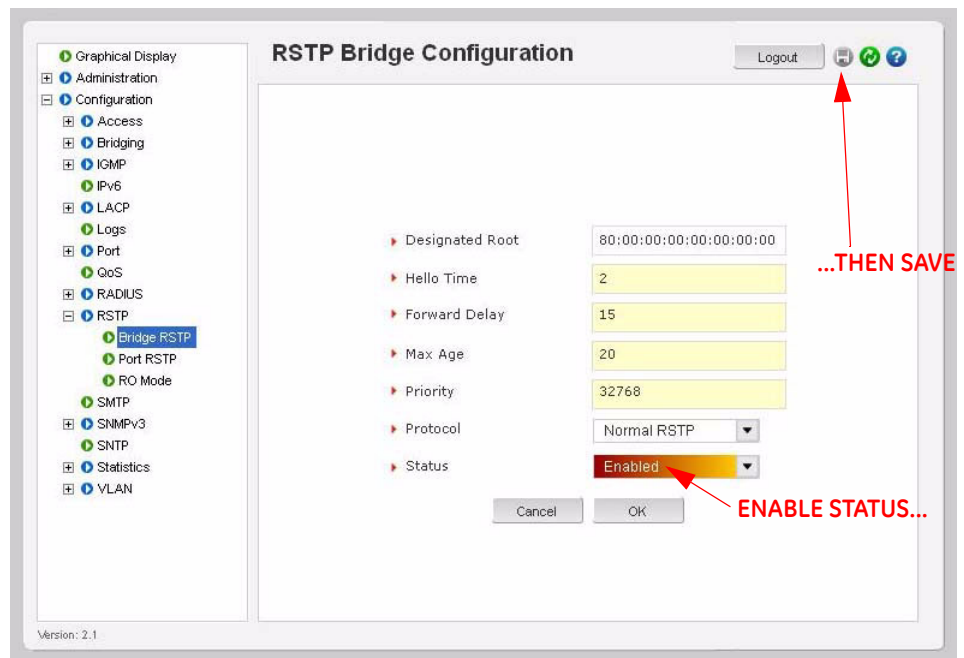 RSTP Bridge Configuration
Logout
Graphical Display
Administration
Configuration
Access
Bridging
IGMP
IPv6
LACP
Logs
Port
QoS
RADIUS
RSTP
Bridge RSTP
Port RSTP
RO Mode
SMTP
SNMPv3
SNTP
Statistics
VLAN
Designated Root 80:00:00:00:00:00:00:00
Hello Time 2
Forward Delay 15
Max Age 20
Priority 32768
Protocol Normal RSTP
Status Enabled
Cancel OK
...THEN SAVE
ENABLE STATUS...
Version: 2.1